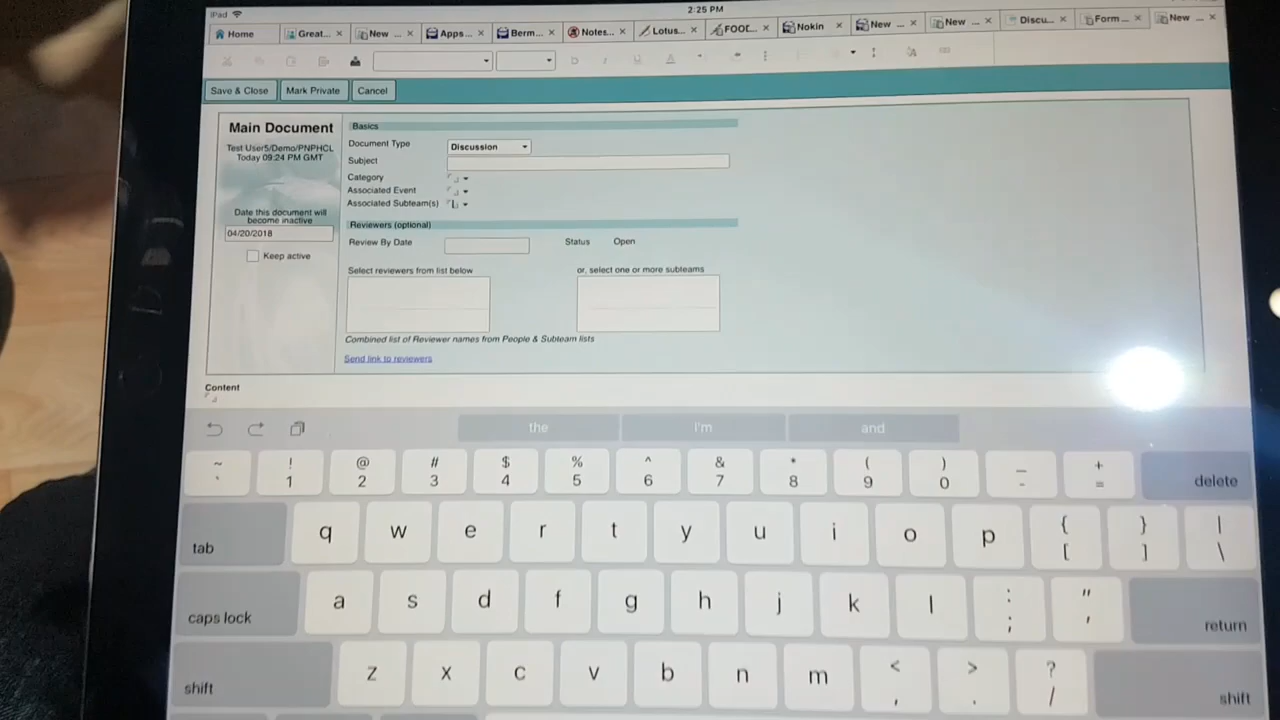 iPad 2:25 PM
Home Great... × New ... × Apps... × Berm... × Notes... × Lotus... × FOOD... × Nokin × New ... × New ... × Discu... × Form ... × New ... ×
Save & Close Mark Private Cancel
Main Document
Test User5/Demo/PNPHCL
Today 09:24 PM GMT
Date this document will
become inactive
04/20/2018
Keep active
Basics
Document Type Discussion
Subject
Category
Associated Event
Associated Subteam(s)
Reviewers (optional)
Review By Date Status Open
Select reviewers from list below or, select one or more subteams
Combined list of Reviewer names from People & Subteam lists
Send link to reviewers
Content
the I'm and
~ ! @ # $ % ^ & * ( ) _ +
` 1 2 3 4 5 6 7 8 9 0 - = delete
tab q w e r t y u i o p { [ } ] | \
caps lock a s d f g h j k l : ; " ' return
shift z x c v b n m < , > . ? / shift